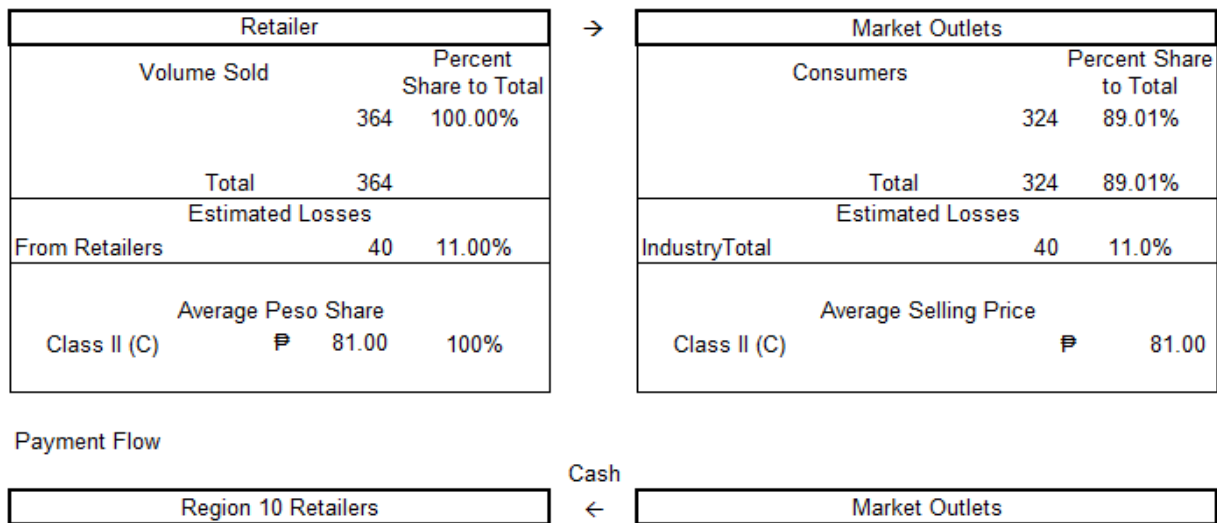 Retailer → Market Outlets
Volume Sold Percent Share to Total Consumers Percent Share to Total
364 100.00% 324 89.01%
Total 364 Total 324 89.01%
Estimated Losses Estimated Losses
From Retailers 40 11.00% IndustryTotal 40 11.0%
Average Peso Share Average Selling Price
Class II (C) ₱ 81.00 100% Class II (C) ₱ 81.00
Payment Flow
Cash
Region 10 Retailers ← Market Outlets